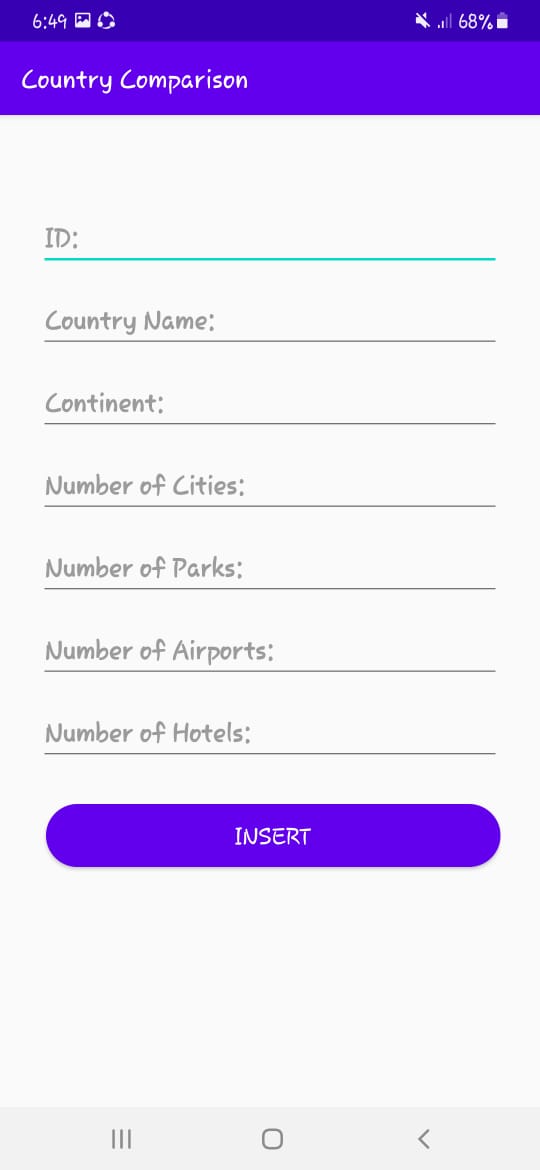 6:49 68%
Country Comparison
ID:
Country Name:
Continent:
Number of Cities:
Number of Parks:
Number of Airports:
Number of Hotels:
INSERT